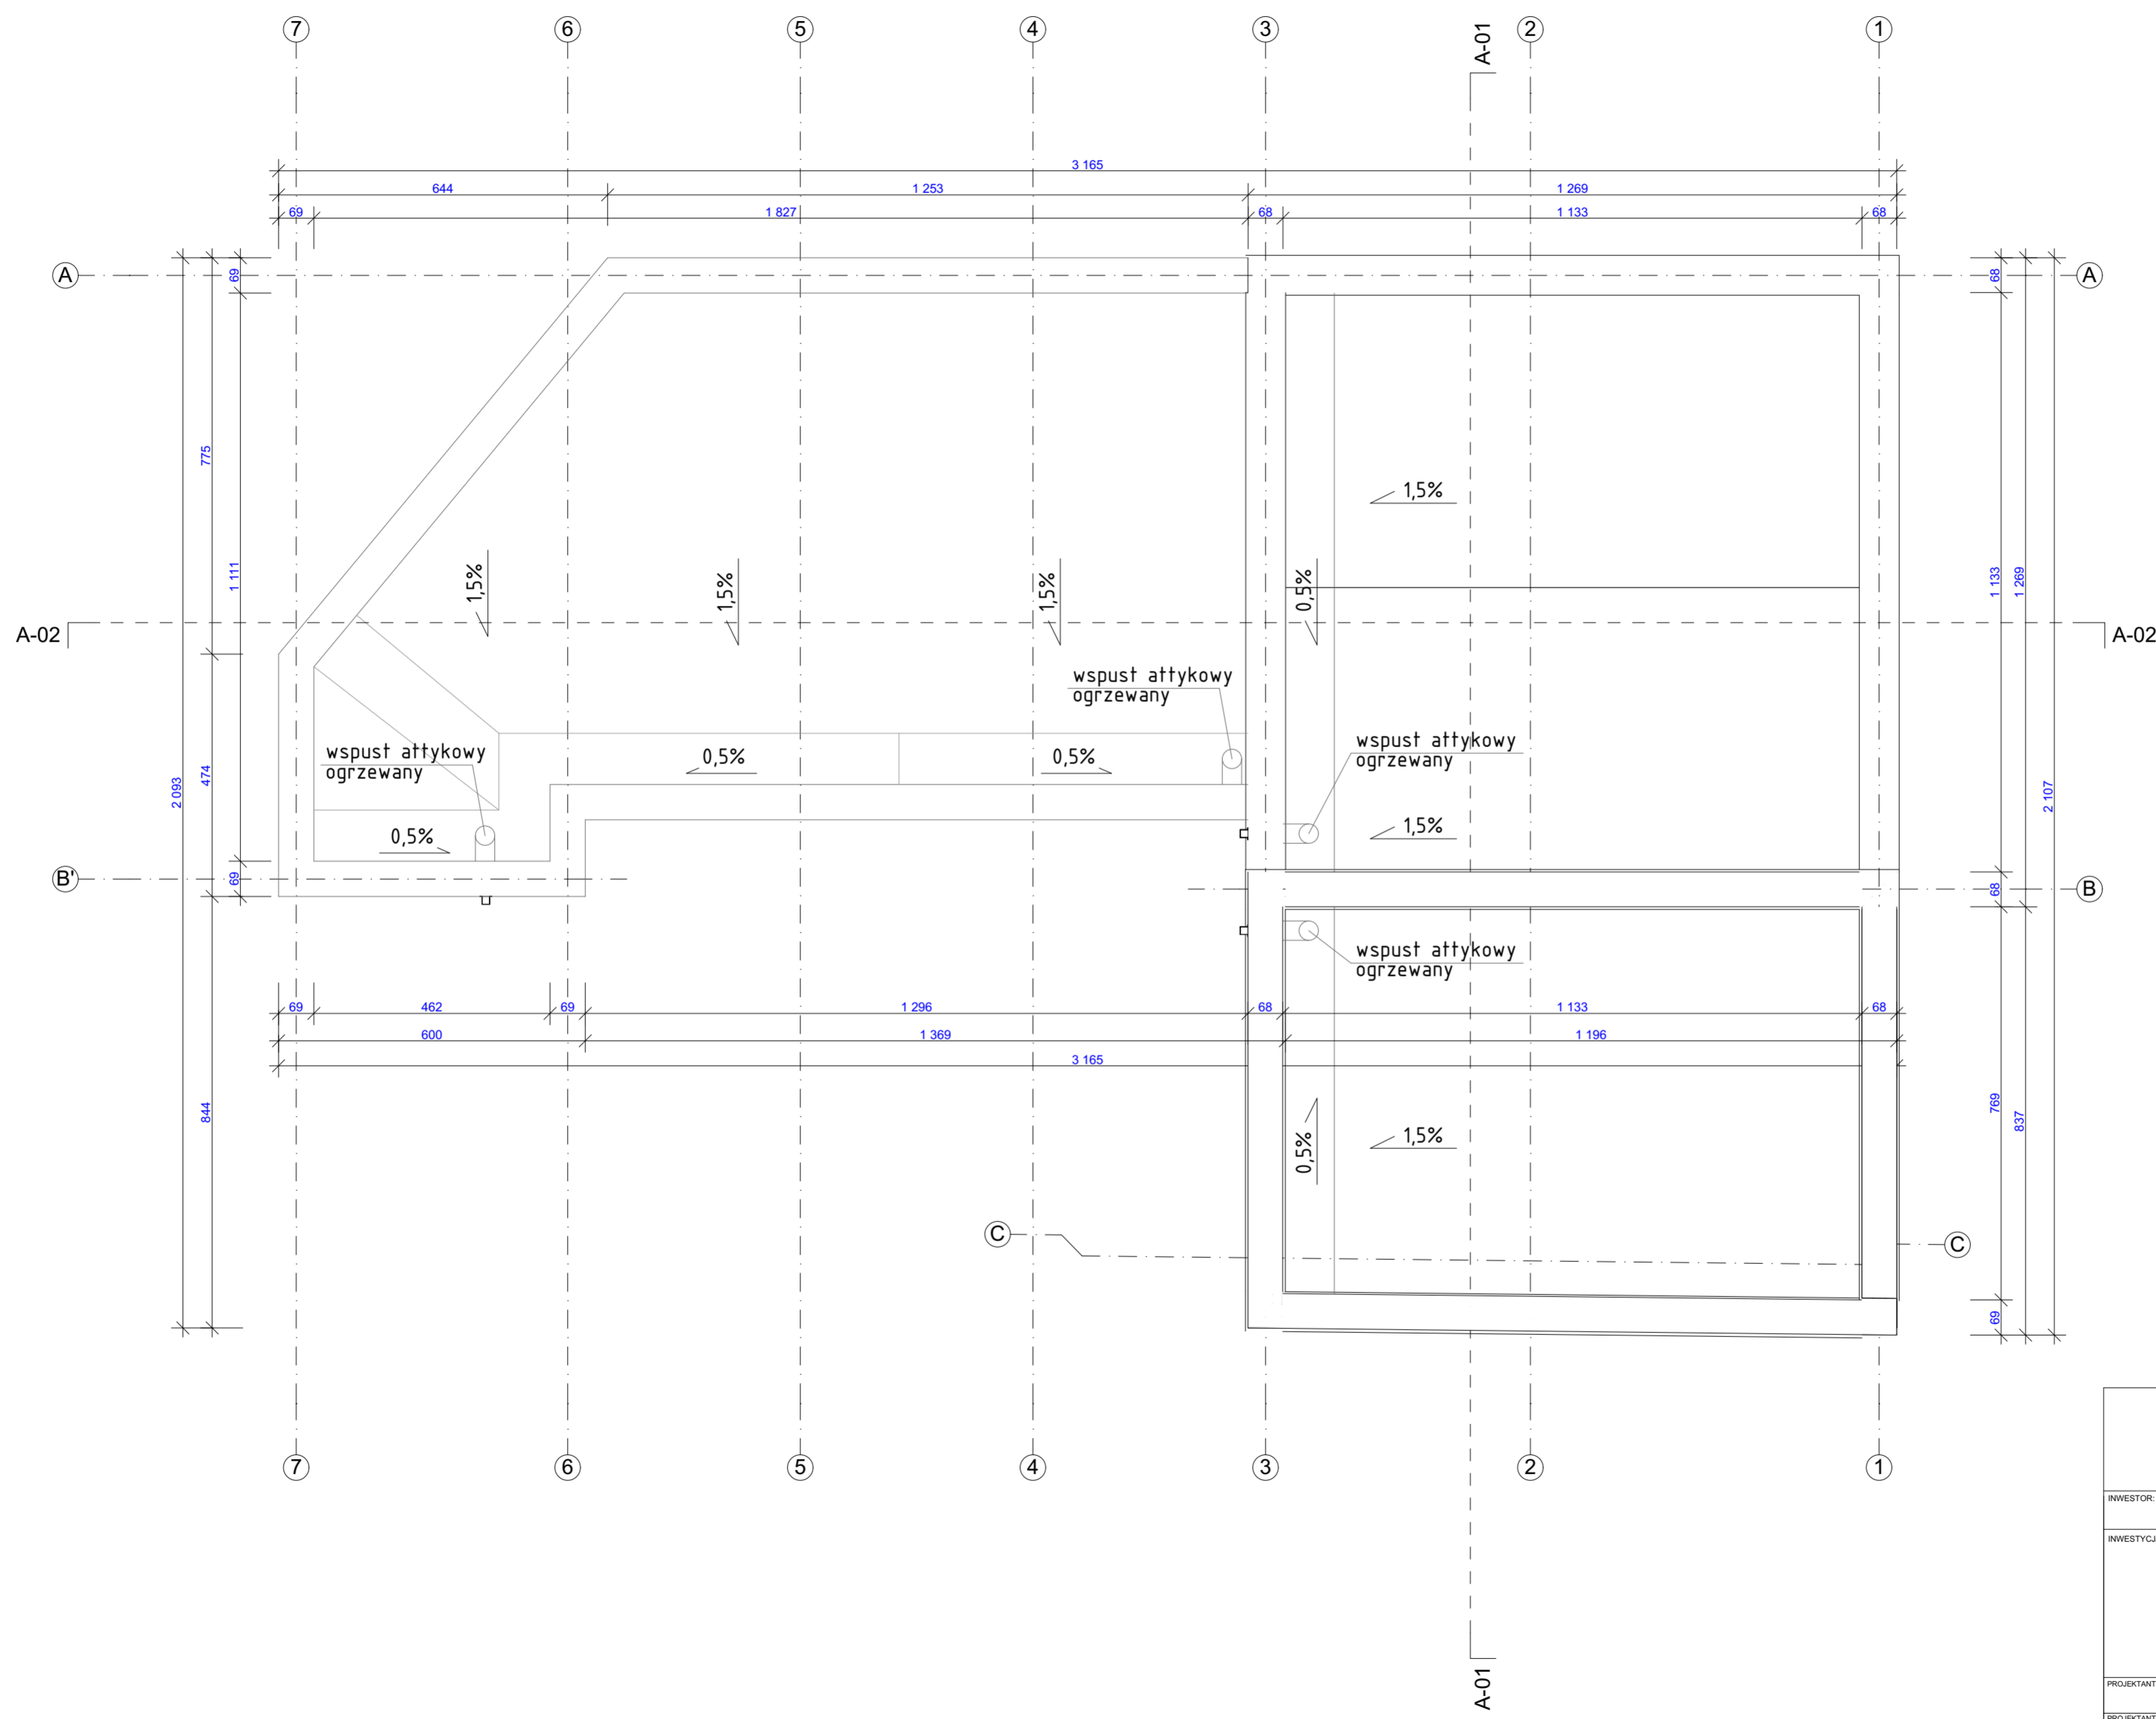 7 6 5 4 3 A-01 2 1
3 165
644 1 253 1 269
69 1 827 68 1 133 68
A 69 68 A
775
1,5%
1 111 1,5% 1,5% 1,5% 0,5% 1 133 1 269
A-02 A-02
wspust attykowy
ogrzewany
wspust attykowy
ogrzewany
0,5% 0,5%
wspust attykowy
ogrzewany
2 093 474 2 107
0,5% 1,5%
B' 69 68 B
wspust attykowy
ogrzewany
69 462 69 1 296 68 1 133 68
600 1 369 1 196
3 165
844 769 837
0,5% 1,5%
C C
69
7 6 5 4 3 2 1
INWESTOR:
INWESTYCJ
A-01
PROJEKTANT
PROJEKTANT